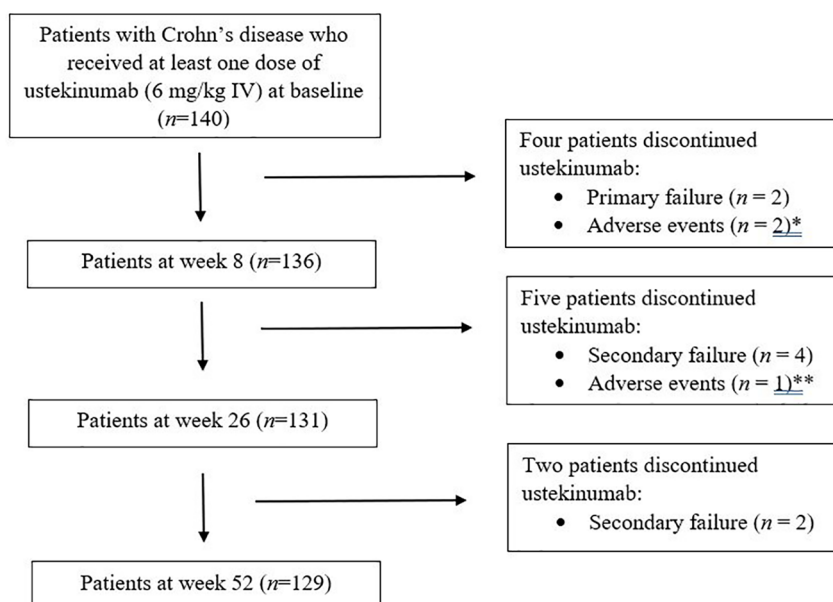 Patients with Crohn’s disease who
received at least one dose of
ustekinumab (6 mg/kg IV) at baseline
(n=140)
Four patients discontinued
ustekinumab:
• Primary failure (n = 2)
• Adverse events (n = 2)*
Patients at week 8 (n=136)
Five patients discontinued
ustekinumab:
• Secondary failure (n = 4)
• Adverse events (n = 1)**
Patients at week 26 (n=131)
Two patients discontinued
ustekinumab:
• Secondary failure (n = 2)
Patients at week 52 (n=129)